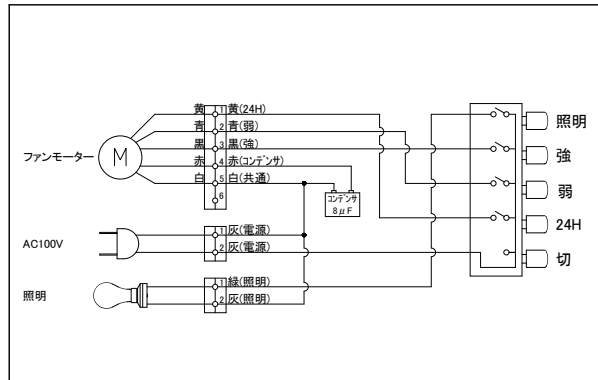 黄 1 黄(24H)
青 2 青(弱)
黒 3 黒(強)
赤 4 赤(コンデンサ)
白 5 白(共通)
6
ファンモーター
M
コンデンサ
8μF
AC100V
1 灰(電源)
2 灰(電源)
照明
1 緑(照明)
2 灰(照明)
照明
強
弱
24H
切